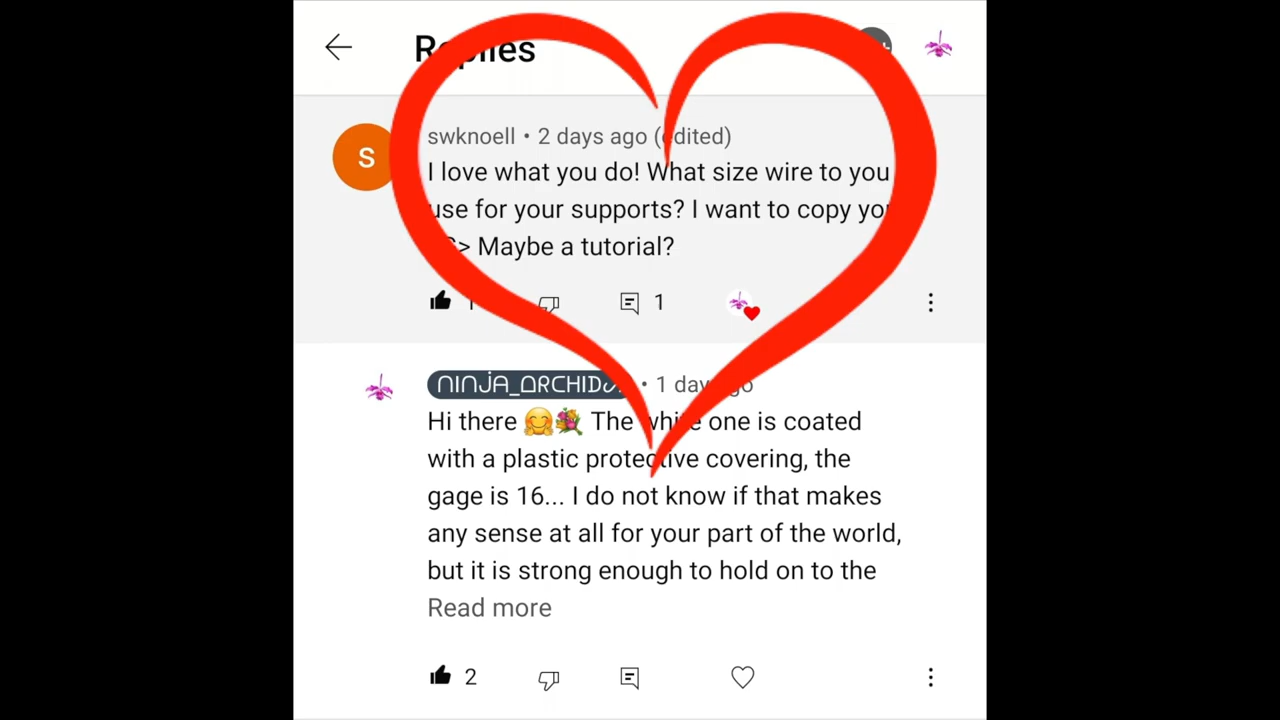 Replies
S
swknoell • 2 days ago (edited)
I love what you do! What size wire to you
use for your supports? I want to copy
> Maybe a tutorial?
1
• 1 day ago
Hi there 🤗💐 The white one is coated
with a plastic protective covering, the
gage is 16... I do not know if that makes
any sense at all for your part of the world,
but it is strong enough to hold on to the
Read more
2